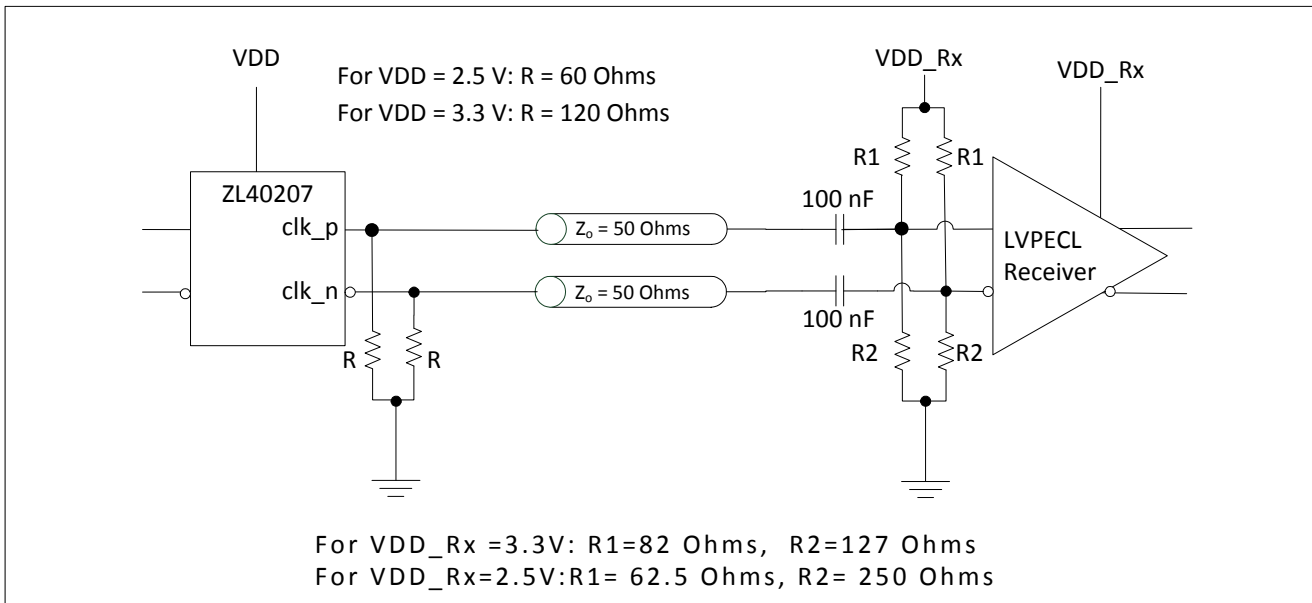 VDD
For VDD = 2.5 V: R = 60 Ohms
For VDD = 3.3 V: R = 120 Ohms
VDD_Rx
VDD_Rx
ZL40207
clk_p
clk_n
R
R
Zₒ = 50 Ohms
Zₒ = 50 Ohms
100 nF
100 nF
R1
R1
R2
R2
LVPECL
Receiver
For VDD_Rx =3.3V: R1=82 Ohms, R2=127 Ohms
For VDD_Rx=2.5V:R1= 62.5 Ohms, R2= 250 Ohms